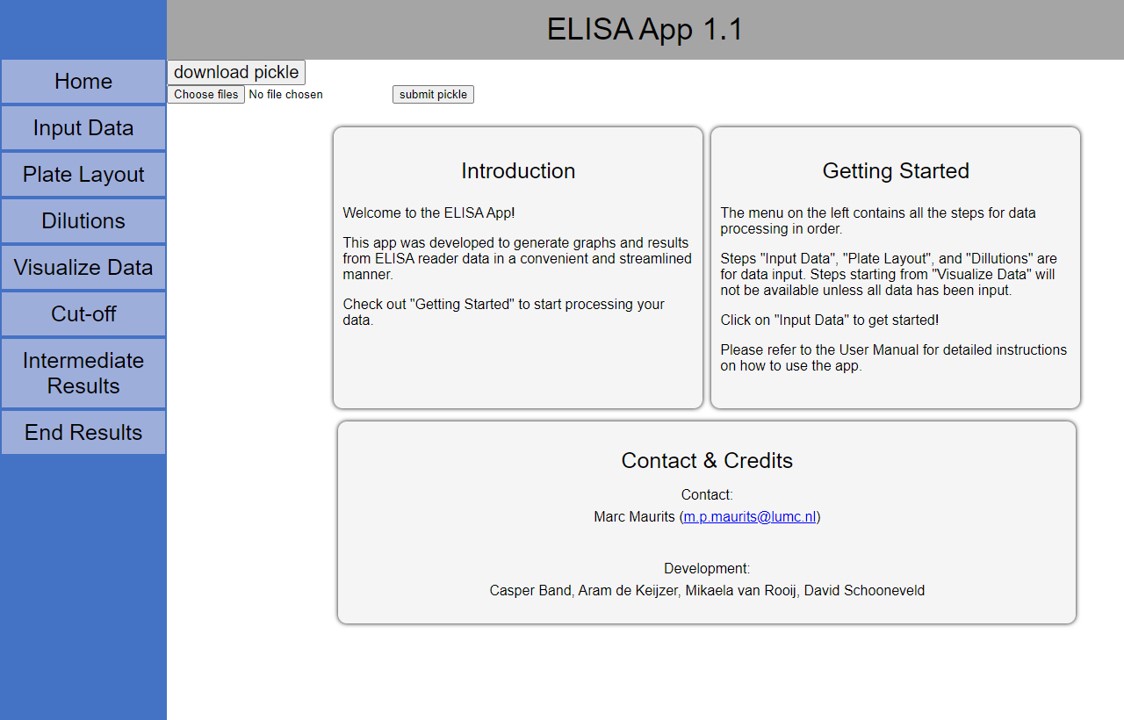 ELISA App 1.1
Home
Input Data
Plate Layout
Dilutions
Visualize Data
Cut-off
Intermediate
Results
End Results
download pickle
Choose files No file chosen
submit pickle
Introduction
Welcome to the ELISA App!
This app was developed to generate graphs and results
from ELISA reader data in a convenient and streamlined
manner.
Check out "Getting Started" to start processing your
data.
Getting Started
The menu on the left contains all the steps for data
processing in order.
Steps "Input Data", "Plate Layout", and "Dillutions" are
for data input. Steps starting from "Visualize Data" will
not be available unless all data has been input.
Click on "Input Data" to get started!
Please refer to the User Manual for detailed instructions
on how to use the app.
Contact & Credits
Contact:
Marc Maurits (m.p.maurits@lumc.nl)
Development:
Casper Band, Aram de Keijzer, Mikaela van Rooij, David Schooneveld